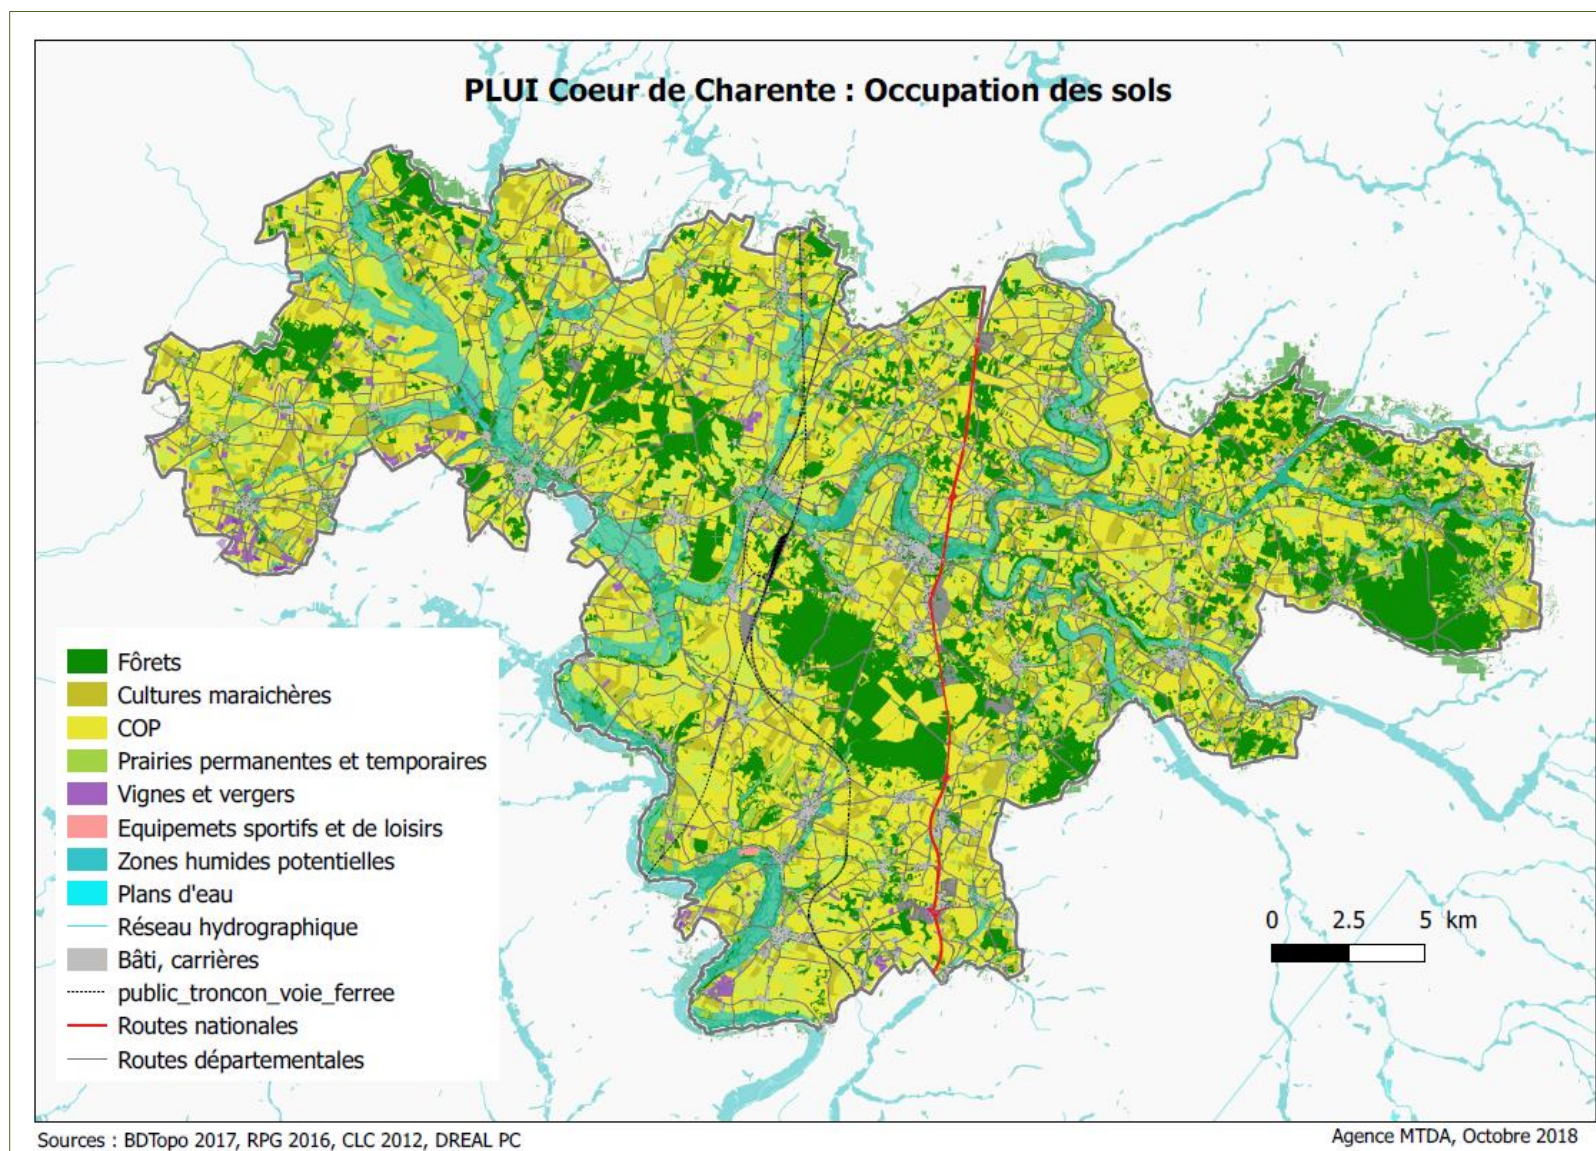 PLUI Coeur de Charente : Occupation des sols
Fôrets
Cultures maraichères
COP
Prairies permanentes et temporaires
Vignes et vergers
Equipemets sportifs et de loisirs
Zones humides potentielles
Plans d'eau
Réseau hydrographique
Bâti, carrières
public_troncon_voie_ferree
Routes nationales
Routes départementales
0 2.5 5 km
Sources : BDTopo 2017, RPG 2016, CLC 2012, DREAL PC
Agence MTDA, Octobre 2018